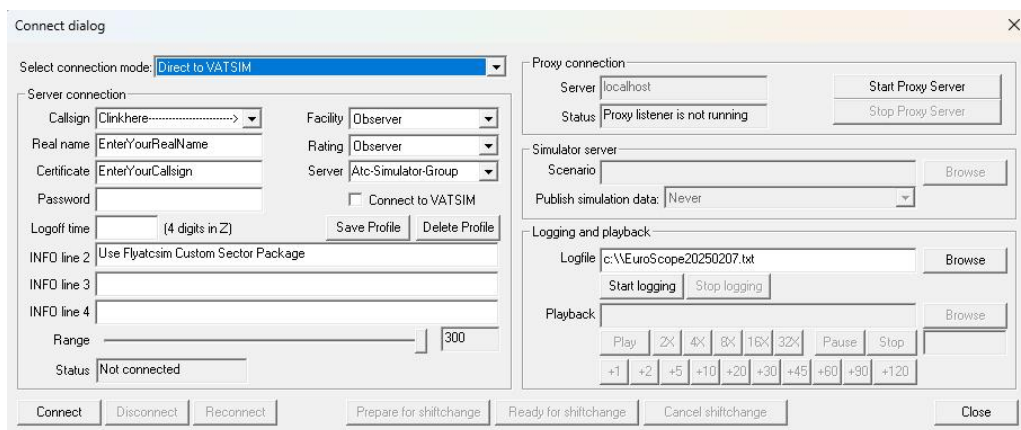 Connect dialog
Select connection mode: Direct to VATSIM
Server connection
Callsign Clinkhere------------------------> Facility Observer
Real name EnterYourRealName Rating Observer
Certificate EnterYourCallsign Server Atc-Simulator-Group
Password Connect to VATSIM
Logoff time (4 digits in Z) Save Profile Delete Profile
INFO line 2 Use Flyatcsim Custom Sector Package
INFO line 3
INFO line 4
Range 300
Status Not connected
Proxy connection
Server localhost Start Proxy Server
Status Proxy listener is not running Stop Proxy Server
Simulator server
Scenario Browse
Publish simulation data: Never
Logging and playback
Logfile c:\\EuroScope20250207.txt Browse
Start logging Stop logging
Playback Browse
Play 2X 4X 8X 16X 32X Pause Stop
+1 +2 +5 +10 +20 +30 +45 +60 +90 +120
Connect Disconnect Reconnect Prepare for shiftchange Ready for shiftchange Cancel shiftchange Close